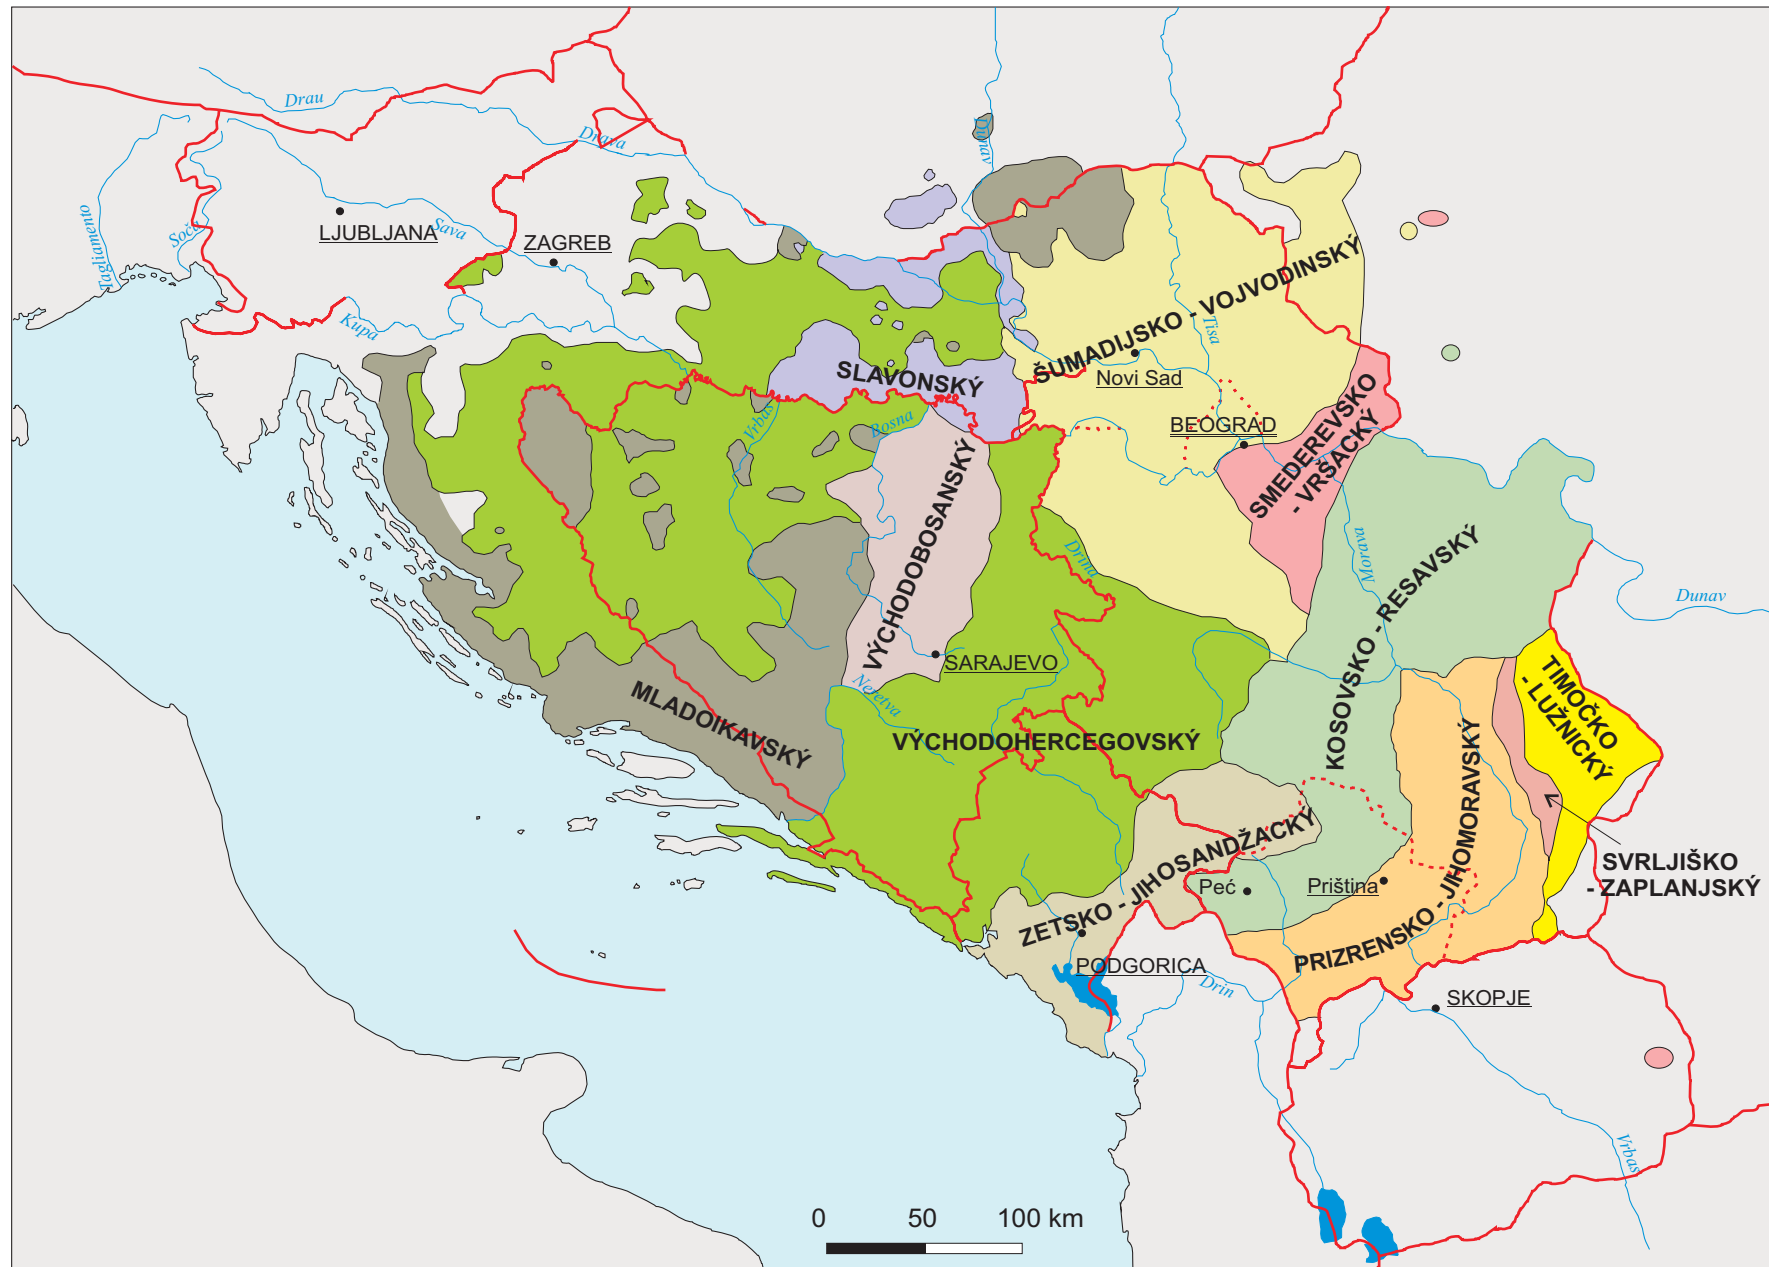 Drau
Dunav
Drava
Tagliamento
Soča
LJUBLJANA
Sava
ZAGREB
Kupa
ŠUMADIJSKO - VOJVODINSKÝ
Tisa
Novi Sad
SLAVONSKÝ
Vrbas
Bosna
BEOGRAD
SMEDEREVSKO
- VRŠACKÝ
VÝCHODOBOSANSKÝ
Drina
Morava
KOSOVSKO - RESAVSKÝ
Dunav
SARAJEVO
Neretva
MLADOIKAVSKÝ
VÝCHODOHERCEGOVSKÝ
TIMOČKO
- LUŽNICKÝ
PRIZRENSKO - JIHOMORAVSKÝ
ZETSKO - JIHOSANDŽACKÝ
Peć
Priština
SVRLJIŠKO
- ZAPLANJSKÝ
PODGORICA
Drin
SKOPJE
Vrbas
0 50 100 km